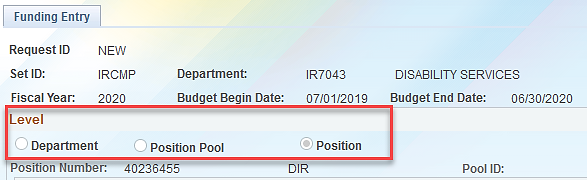 Funding Entry
Request ID NEW
Set ID: IRCMP Department: IR7043 DISABILITY SERVICES
Fiscal Year: 2020 Budget Begin Date: 07/01/2019 Budget End Date: 06/30/2020
Level
Department Position Pool Position
Position Number: 40236455 DIR Pool ID: